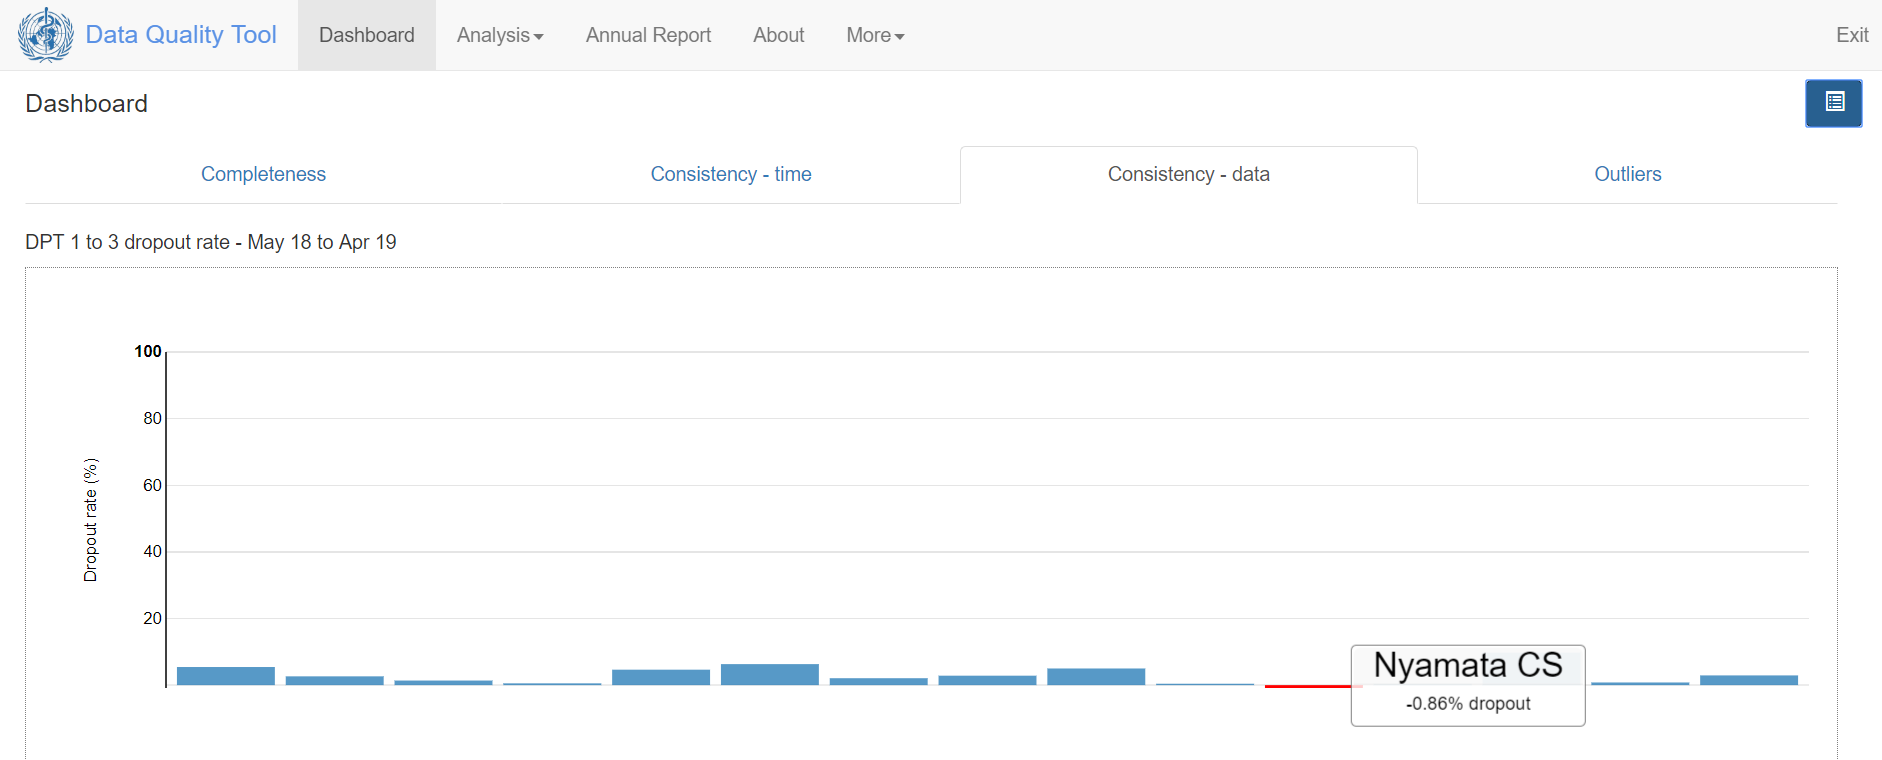 Data Quality Tool
Dashboard
Analysis
Annual Report
About
More
Exit
Dashboard
Completeness
Consistency - time
Consistency - data
Outliers
DPT 1 to 3 dropout rate - May 18 to Apr 19
Dropout rate (%)
100
80
60
40
20
Nyamata CS
-0.86% dropout